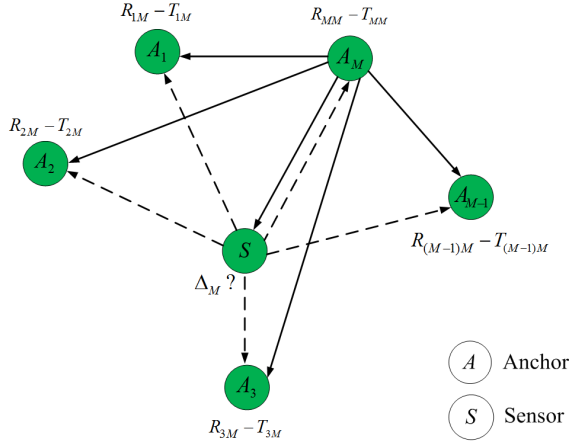 R_{1M} − T_{1M}
R_{MM} − T_{MM}
A_1
A_M
R_{2M} − T_{2M}
A_2
A_{M-1}
R_{(M−1)M} − T_{(M−1)M}
S
Δ_M ?
A_3
R_{3M} − T_{3M}
A Anchor
S Sensor